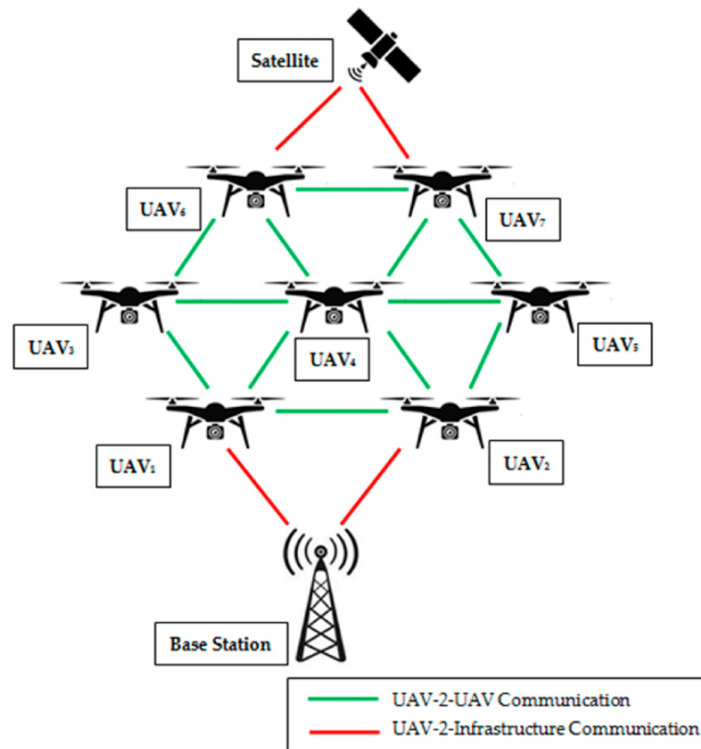 Satellite
UAV₆
UAV₇
UAV₃
UAV₄
UAV₅
UAV₁
UAV₂
Base Station
UAV-2-UAV Communication
UAV-2-Infrastructure Communication